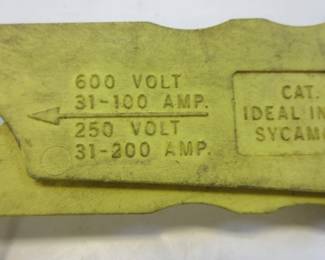 600 VOLT
31-100 AMP.
250 VOLT
31-200 AMP.
CAT.
IDEAL IN
SYCAM